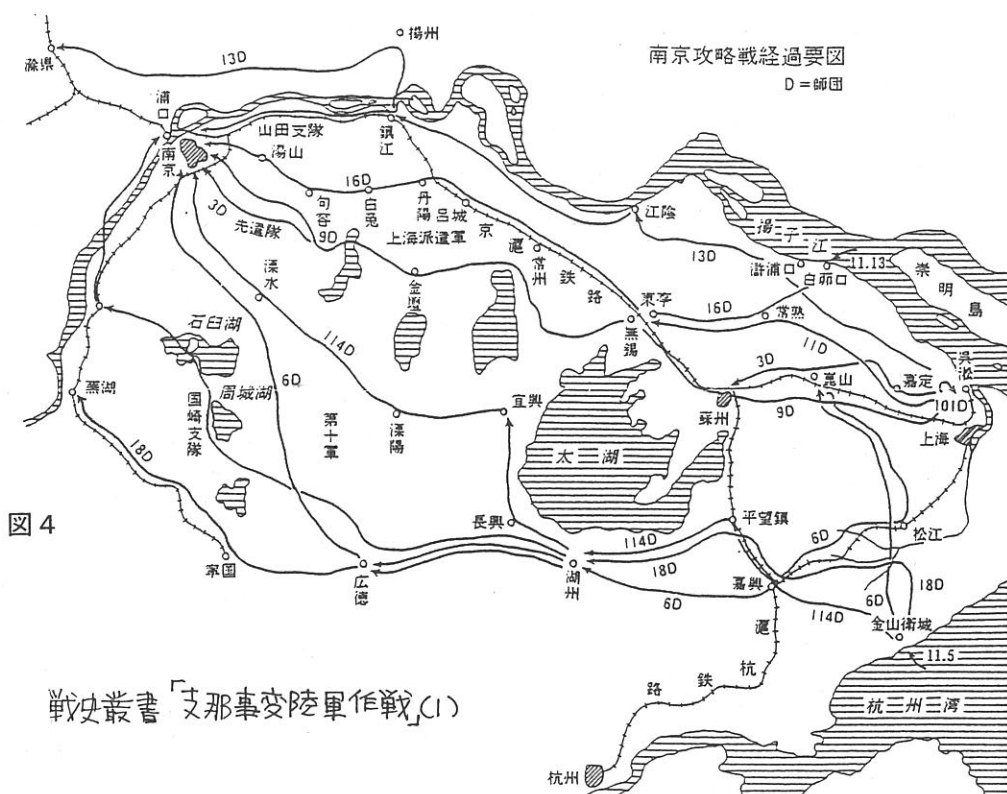 南京攻略戦経過要図
D=師団
揚州
滁県
13D
浦口
南京
山田支隊
鎮江
湯山
16D
句容
白兎
丹陽
呂城
3D
先遣隊
9D
上海派遣軍
京滬鉄路
常州
江陰
揚子江
13D
滸浦口
白茆口
11.13
崇明島
溧水
金壇
無錫
東亭
16D
常熟
11D
呉淞
石臼湖
114D
3D
崑山
嘉定
101D
上海
蕪湖
固城湖
国崎支隊
6D
第十軍
溧陽
宜興
太湖
蘇州
9D
18D
長興
平望鎮
松江
図4
寧国
広徳
湖州
114D
18D
6D
嘉興
6D
114D
6D
18D
金山衛城
11.5
滬杭鉄路
杭州湾
杭州
戦史叢書「支那事変陸軍作戦」(1)